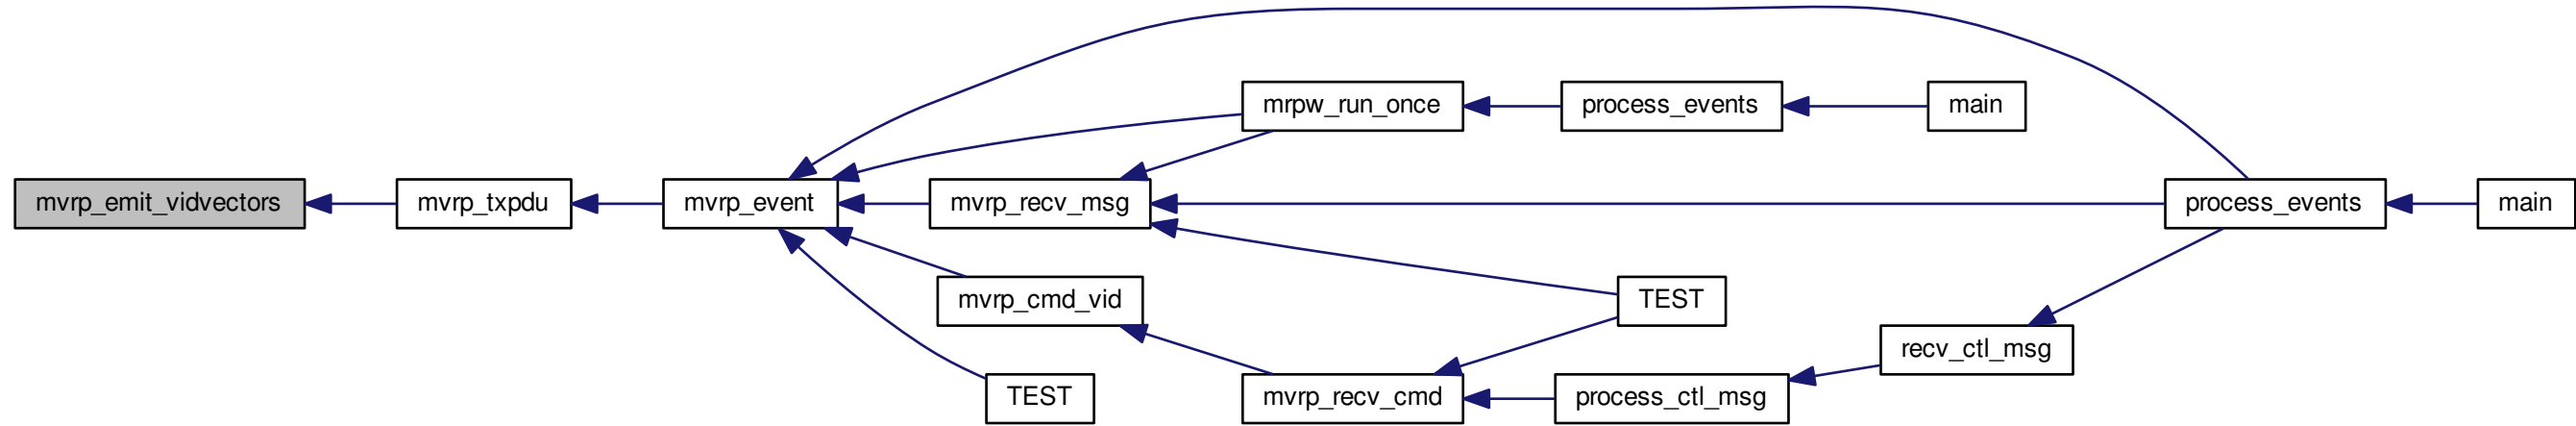 mrpw_run_once
process_events
main
mvrp_emit_vidvectors
mvrp_txpdu
mvrp_event
mvrp_recv_msg
process_events
main
mvrp_cmd_vid
TEST
recv_ctl_msg
TEST
mvrp_recv_cmd
process_ctl_msg